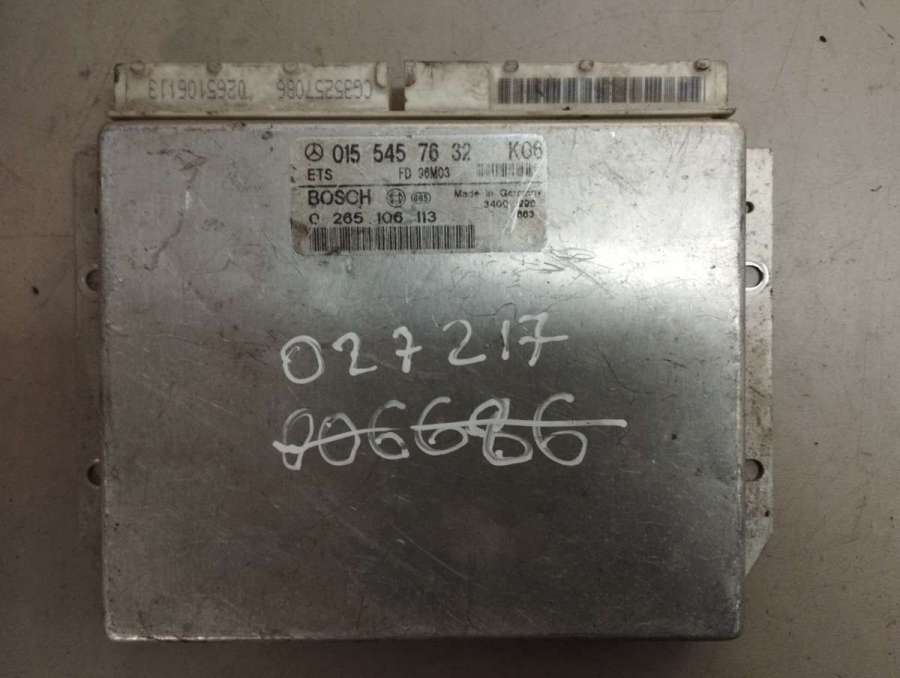 0265106113 CG35257086
015 545 76 32 K06
ETS FD 96M03
BOSCH Made in Germany
0 265 106 113
027217
006686